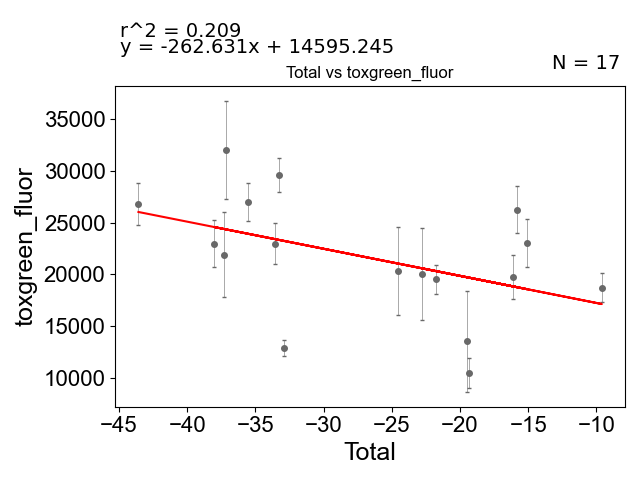 r^2 = 0.209
y = -262.631x + 14595.245
N = 17
Total vs toxgreen_fluor
toxgreen_fluor
35000
30000
25000
20000
15000
10000
−45
−40
−35
−30
−25
−20
−15
−10
Total